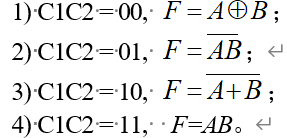 1) C1C2 = 00, F = A⊕B；
2) C1C2 = 01, F = \overline{AB}；
3) C1C2 = 10, F = \overline{A+B}；
4) C1C2 = 11, F=AB。